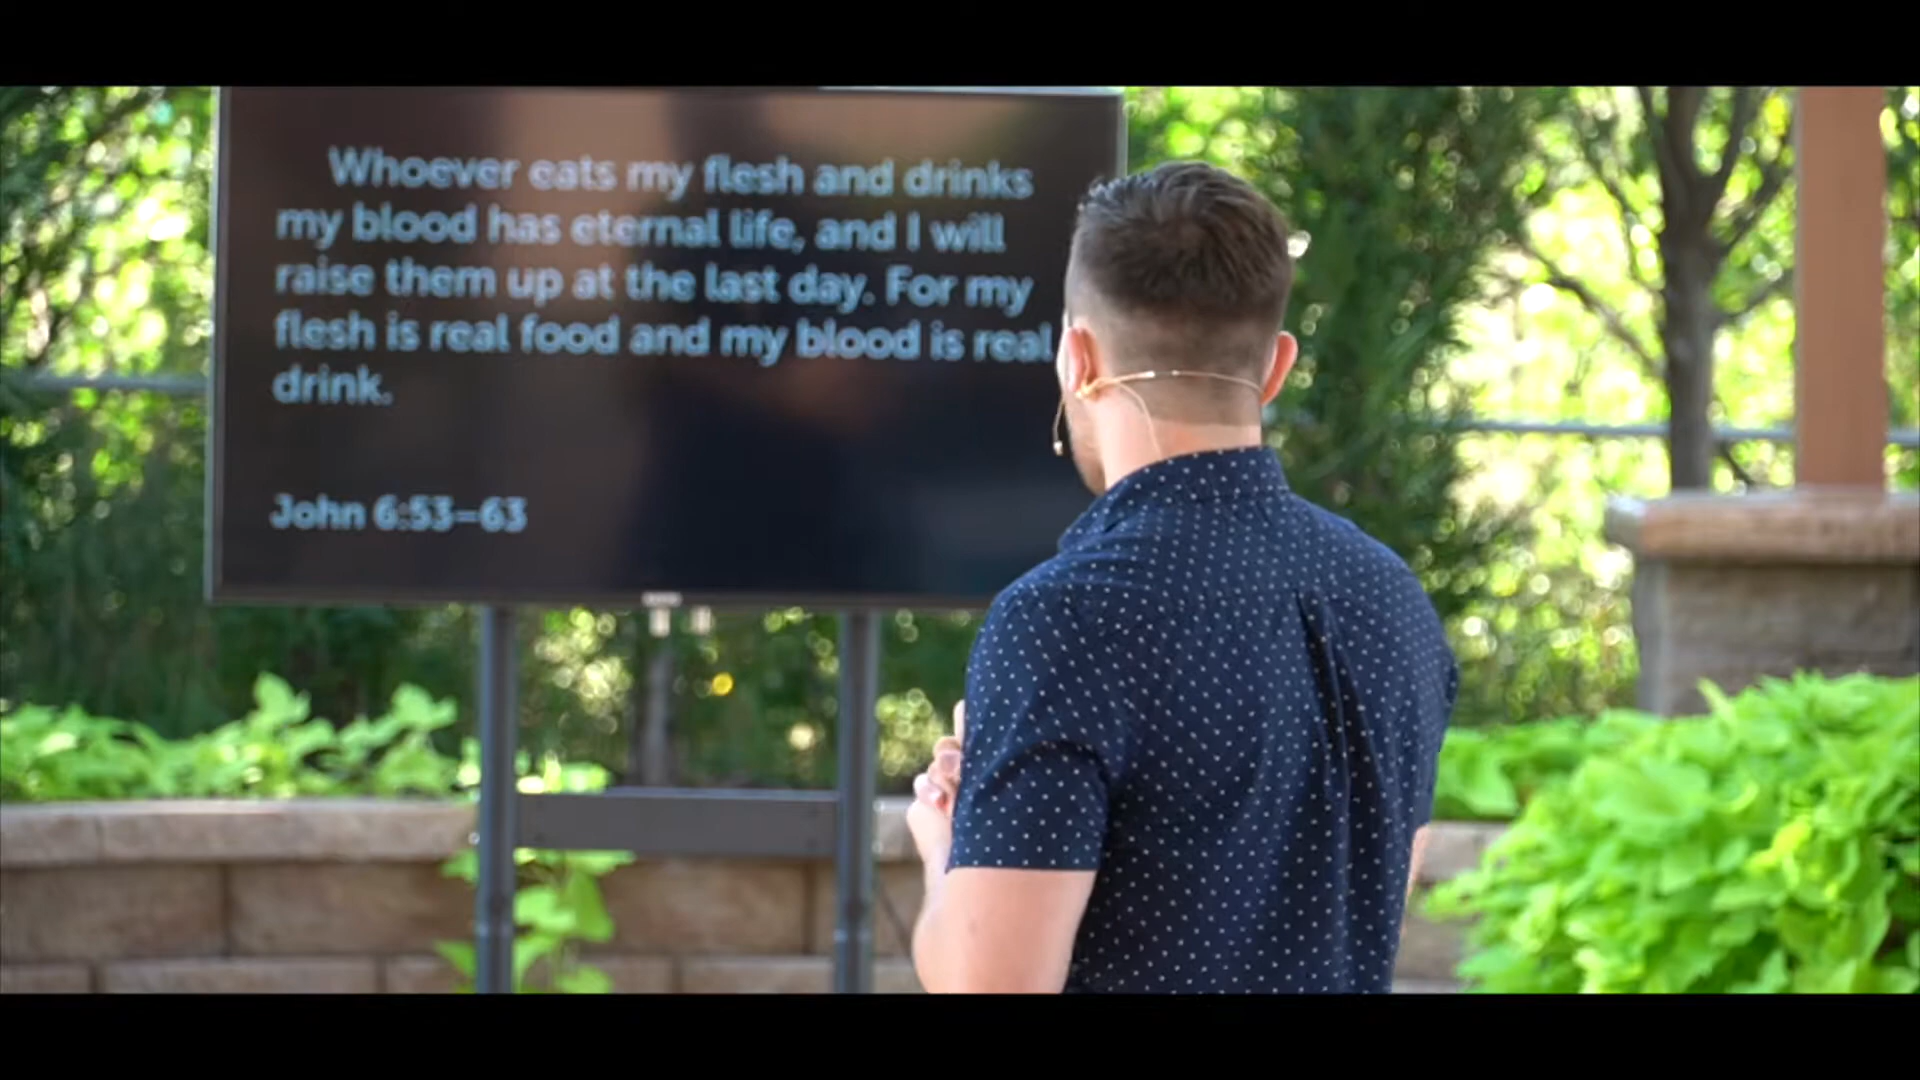 Whoever eats my flesh and drinks
my blood has eternal life, and I will
raise them up at the last day. For my
flesh is real food and my blood is real
drink.
John 6:53–63